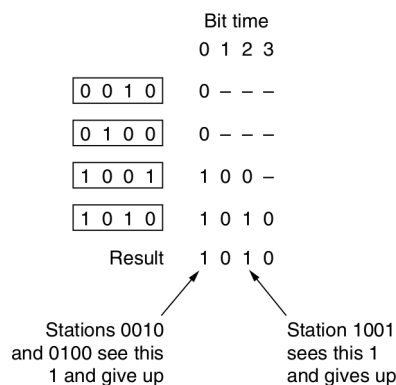 Bit time
0 1 2 3
0 0 1 0 0 – – –
0 1 0 0 0 – – –
1 0 0 1 1 0 0 –
1 0 1 0 1 0 1 0
Result 1 0 1 0
Stations 0010
and 0100 see this
1 and give up
Station 1001
sees this 1
and gives up